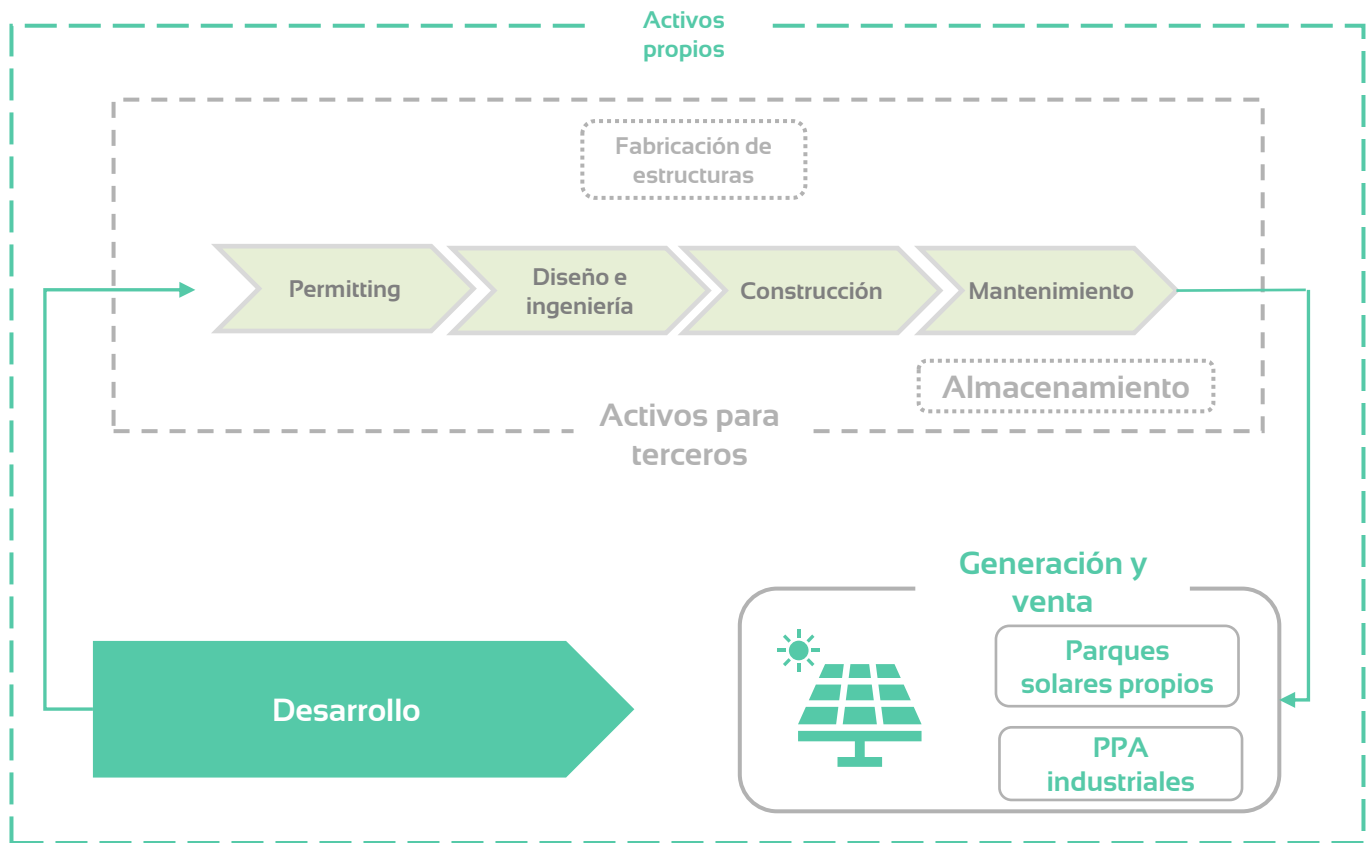 Activos
propios
Fabricación de
estructuras
Permitting
Diseño e
ingeniería
Construcción
Mantenimiento
Almacenamiento
Activos para
terceros
Generación y
venta
Parques
solares propios
Desarrollo
PPA
industriales